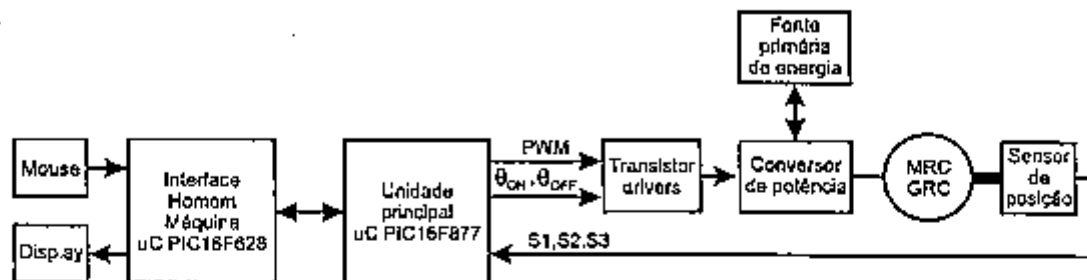 Fonte
primária
de energia
Mouse
Display
Interface
Homem
Máquina
uC PIC16F628
Unidade
principal
uC PIC16F877
PWM
θON, θOFF
Transistor
drivers
Conversor
de potência
MRC
GRC
Sensor
de
posição
S1,S2.S3